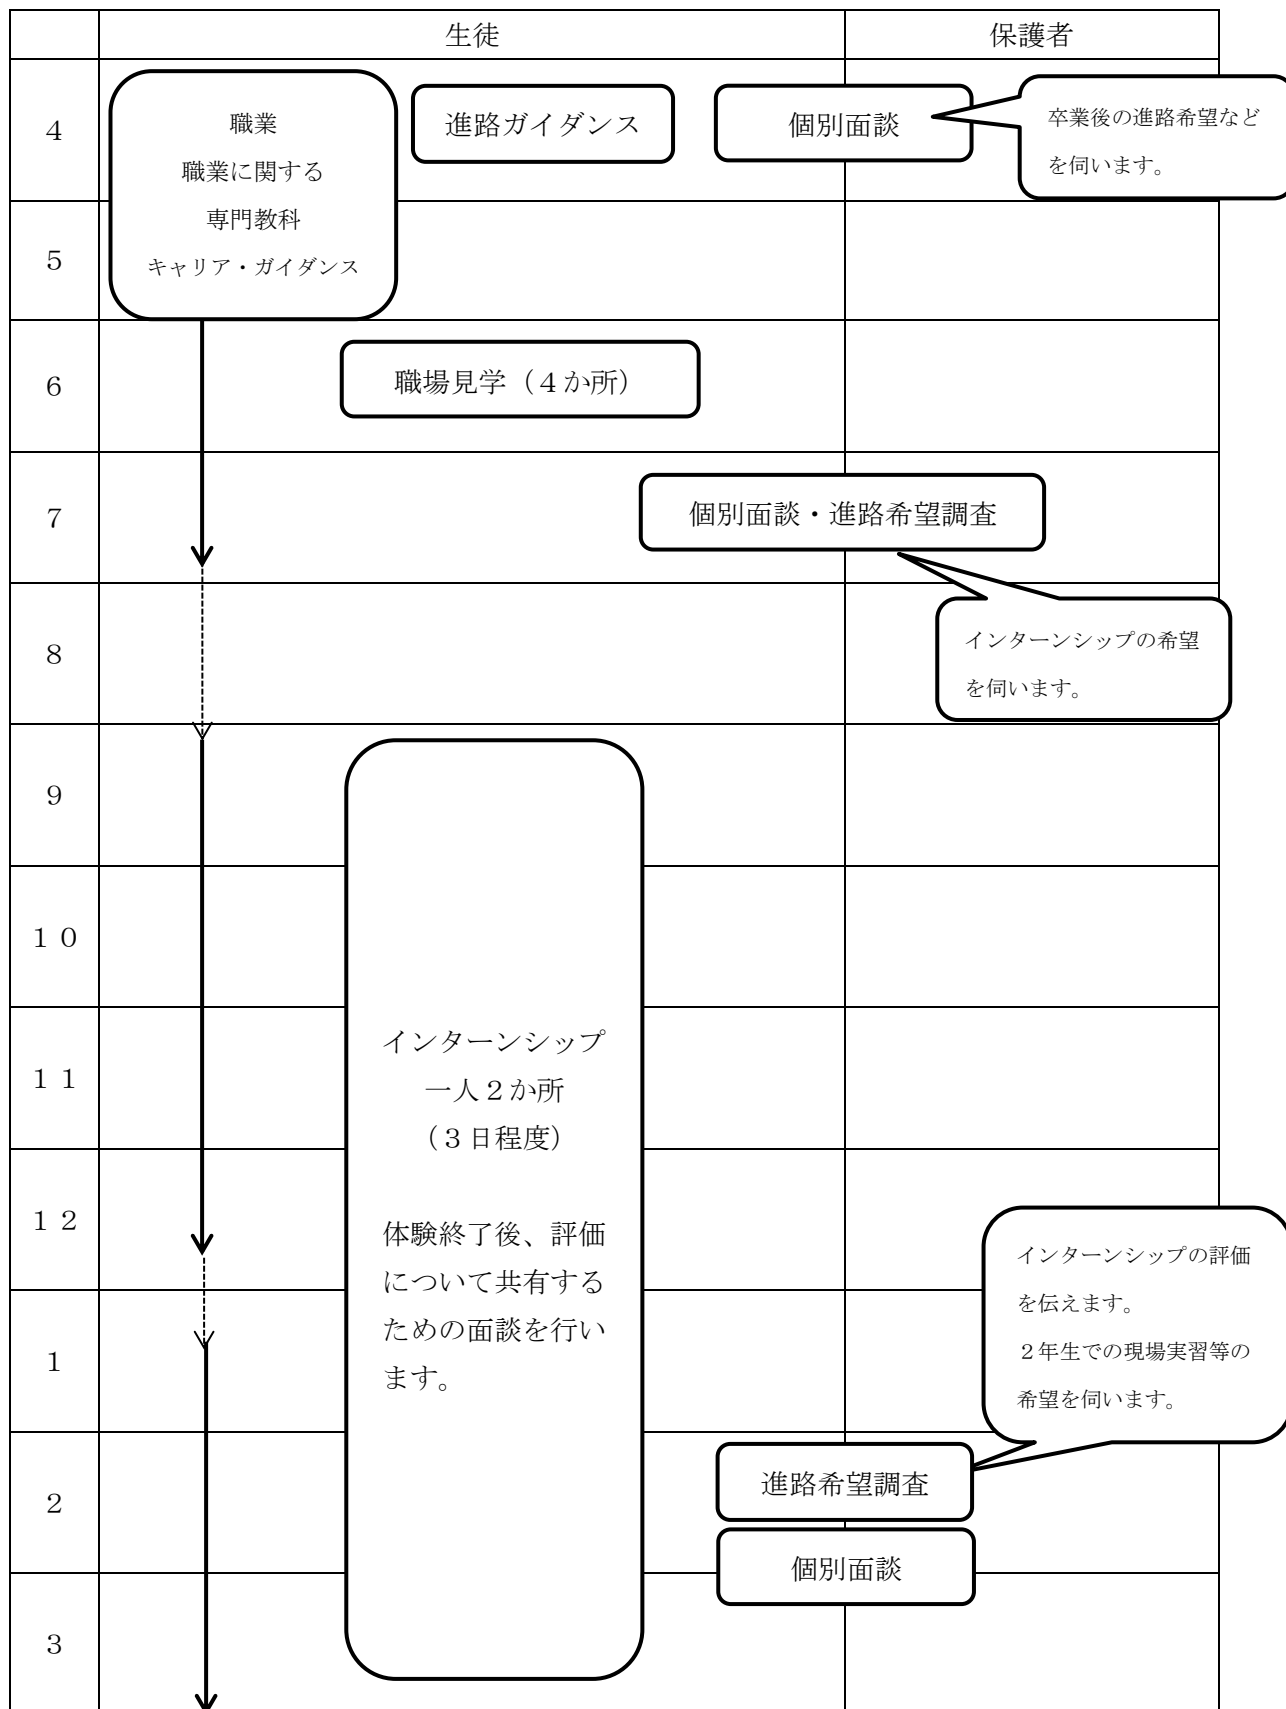 生徒
保護者
４
職業
職業に関する
専門教科
キャリア・ガイダンス
進路ガイダンス
個別面談
卒業後の進路希望など
を伺います。
５
６
職場見学（４か所）
７
個別面談・進路希望調査
８
インターンシップの希望
を伺います。
９
１０
１１
インターンシップ
一人２か所
（３日程度）
体験終了後、評価
について共有する
ための面談を行い
ます。
１２
インターンシップの評価
を伝えます。
２年生での現場実習等の
希望を伺います。
１
２
進路希望調査
個別面談
３